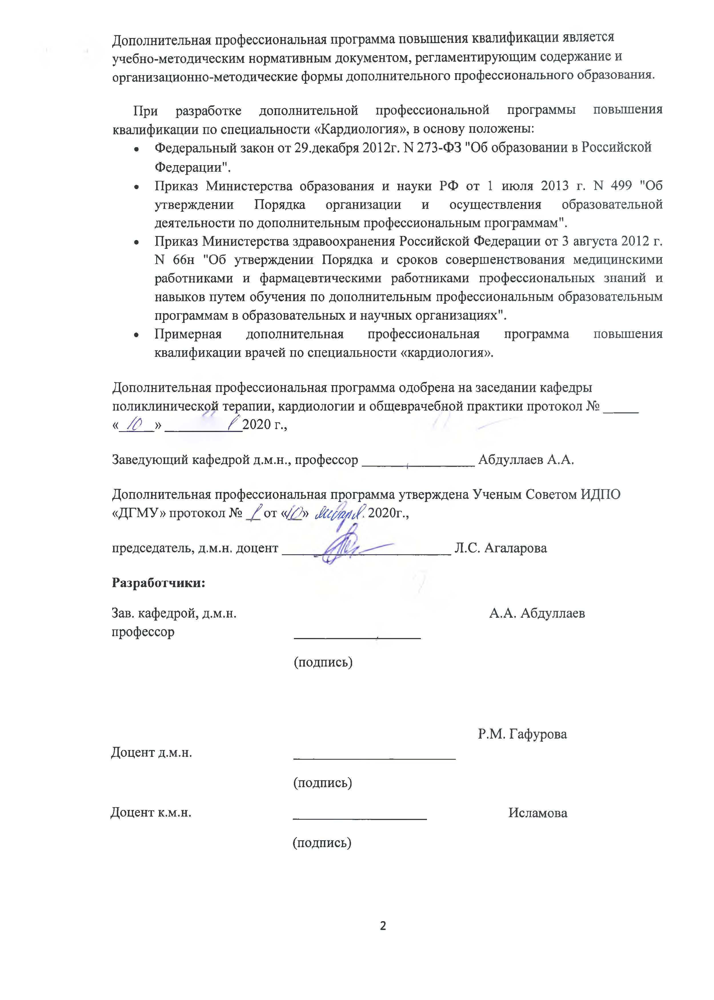 Дополнительная профессиональная программа повышения квалификации является
учебно-методическим нормативным документом, регламентирующим содержание и
организационно-методические формы дополнительного профессионального образования.
При разработке дополнительной профессиональной программы повышения
квалификации по специальности «Кардиология», в основу положены:
• Федеральный закон от 29.декабря 2012г. N 273-ФЗ "Об образовании в Российской
Федерации".
• Приказ Министерства образования и науки РФ от 1 июля 2013 г. N 499 "Об
утверждении Порядка организации и осуществления образовательной
деятельности по дополнительным профессиональным программам".
• Приказ Министерства здравоохранения Российской Федерации от 3 августа 2012 г.
N 66н "Об утверждении Порядка и сроков совершенствования медицинскими
работниками и фармацевтическими работниками профессиональных знаний и
навыков путем обучения по дополнительным профессиональным образовательным
программам в образовательных и научных организациях".
• Примерная дополнительная профессиональная программа повышения
квалификации врачей по специальности «кардиология».
Дополнительная профессиональная программа одобрена на заседании кафедры
поликлинической терапии, кардиологии и общеврачебной практики протокол № _____
«10» ___________2020 г.,
Заведующий кафедрой д.м.н., профессор ________________ Абдуллаев А.А.
Дополнительная профессиональная программа утверждена Ученым Советом ИДПО
«ДГМУ» протокол № 1 от «10» января 2020г.,
председатель, д.м.н. доцент ________________________ Л.С. Агаларова
Разработчики:
Зав. кафедрой, д.м.н. А.А. Абдуллаев
профессор __________________
(подпись)
Р.М. Гафурова
Доцент д.м.н. _______________________
(подпись)
Доцент к.м.н. ___________________ Исламова
(подпись)
2